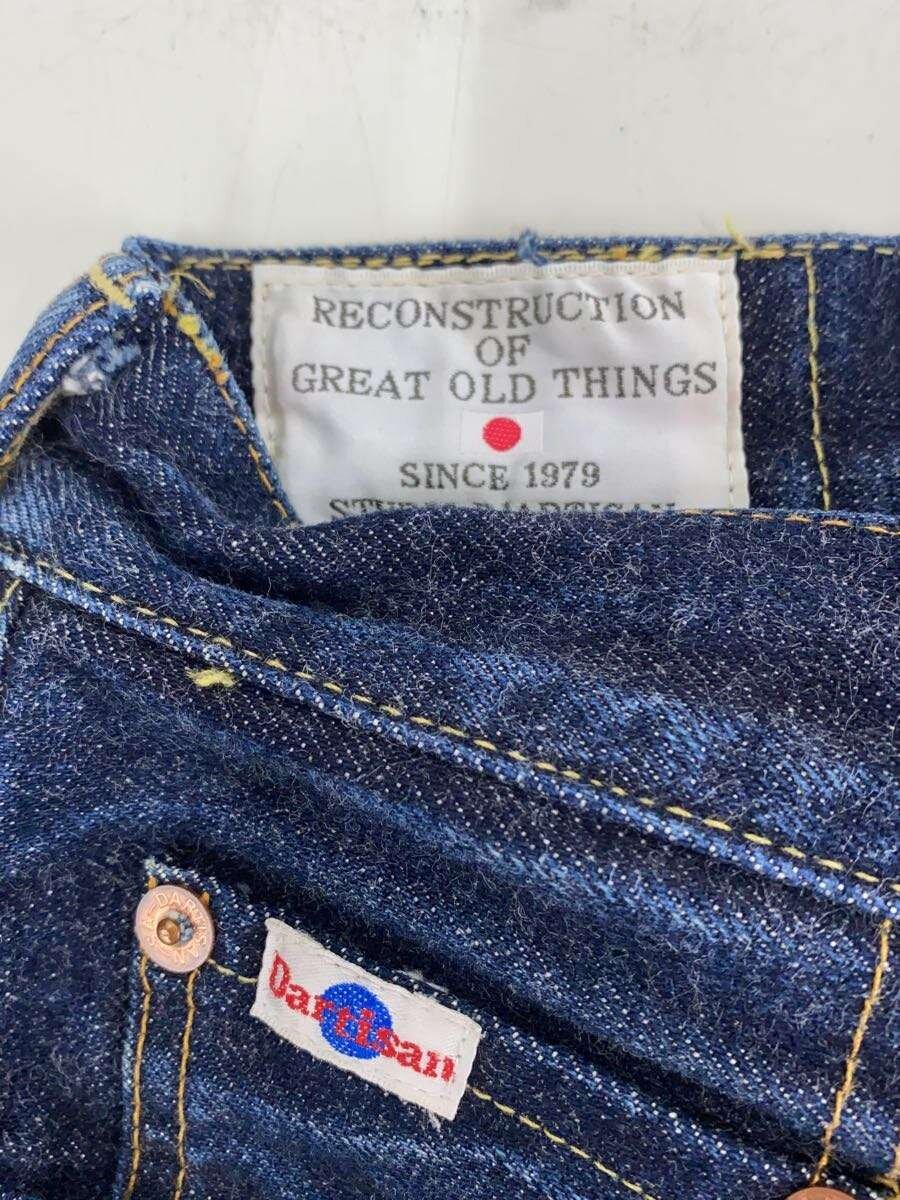 RECONSTRUCTION
OF
GREAT OLD THINGS
SINCE 1979
Dartisan